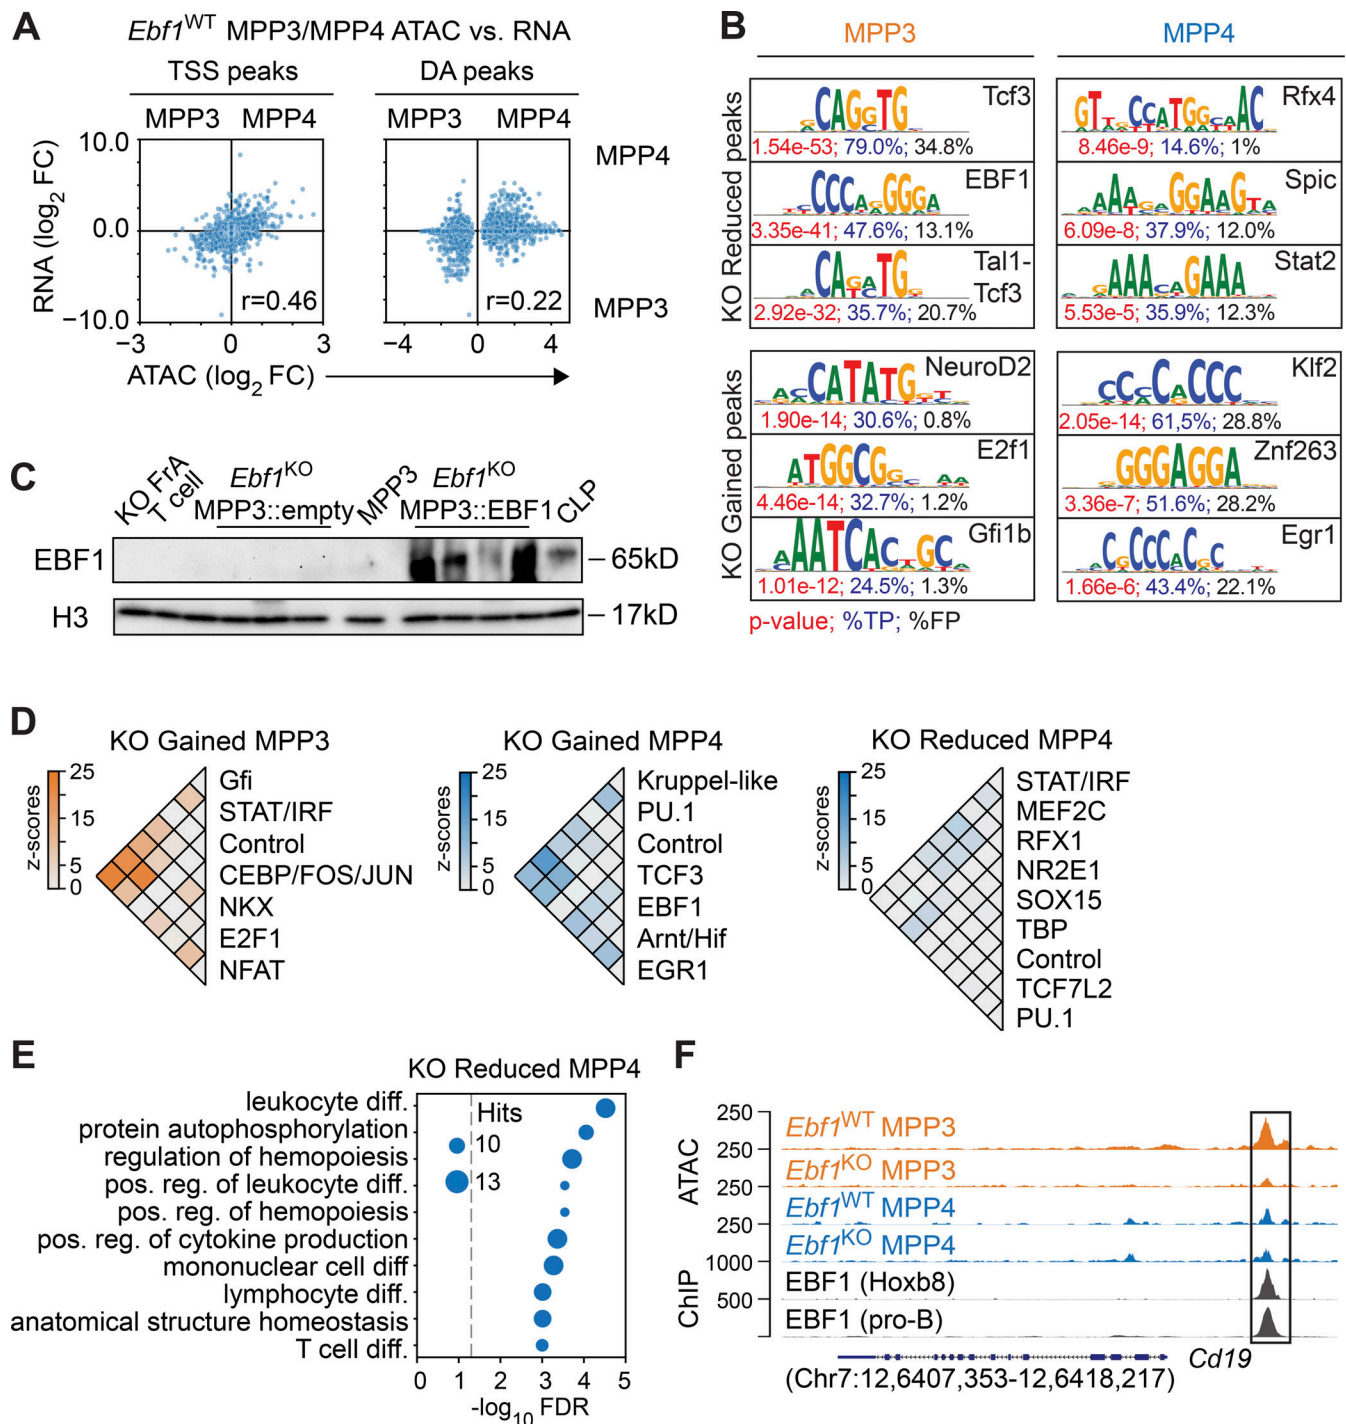 A
Ebf1WT MPP3/MPP4 ATAC vs. RNA
TSS peaks
DA peaks
MPP3 MPP4
MPP3 MPP4
RNA (log2 FC)
10.0
0.0
−10.0
r=0.46
r=0.22
MPP4
MPP3
−3 0 3
−4 0 4
ATAC (log2 FC)
B
MPP3
MPP4
KO Reduced peaks
CAGGTG
Tcf3
1.54e-53; 79.0%; 34.8%
Rfx4
8.46e-9; 14.6%; 1%
EBF1
3.35e-41; 47.6%; 13.1%
Spic
6.09e-8; 37.9%; 12.0%
Tal1-
Tcf3
2.92e-32; 35.7%; 20.7%
Stat2
5.53e-5; 35.9%; 12.3%
KO Gained peaks
CATATG
NeuroD2
1.90e-14; 30.6%; 0.8%
Klf2
2.05e-14; 61,5%; 28.8%
E2f1
4.46e-14; 32.7%; 1.2%
GGGAGGA
Znf263
3.36e-7; 51.6%; 28.2%
Gfi1b
1.01e-12; 24.5%; 1.3%
Egr1
1.66e-6; 43.4%; 22.1%
p-value; %TP; %FP
C
KO FrA
T cell
Ebf1KO
MPP3::empty
MPP3
Ebf1KO
MPP3::EBF1
CLP
EBF1
65kD
H3
17kD
D
KO Gained MPP3
z-scores
25
15
5
0
Gfi
STAT/IRF
Control
CEBP/FOS/JUN
NKX
E2F1
NFAT
KO Gained MPP4
z-scores
25
15
5
0
Kruppel-like
PU.1
Control
TCF3
EBF1
Arnt/Hif
EGR1
KO Reduced MPP4
z-scores
25
15
5
0
STAT/IRF
MEF2C
RFX1
NR2E1
SOX15
TBP
Control
TCF7L2
PU.1
E
KO Reduced MPP4
leukocyte diff.
protein autophosphorylation
regulation of hemopoiesis
pos. reg. of leukocyte diff.
pos. reg. of hemopoiesis
pos. reg. of cytokine production
mononuclear cell diff
lymphocyte diff.
anatomical structure homeostasis
T cell diff.
Hits
10
13
0 1 2 3 4 5
-log10 FDR
F
ATAC
ChIP
250
Ebf1WT MPP3
250
Ebf1KO MPP3
250
Ebf1WT MPP4
250
Ebf1KO MPP4
1000
EBF1 (Hoxb8)
500
EBF1 (pro-B)
Cd19
(Chr7:12,6407,353-12,6418,217)